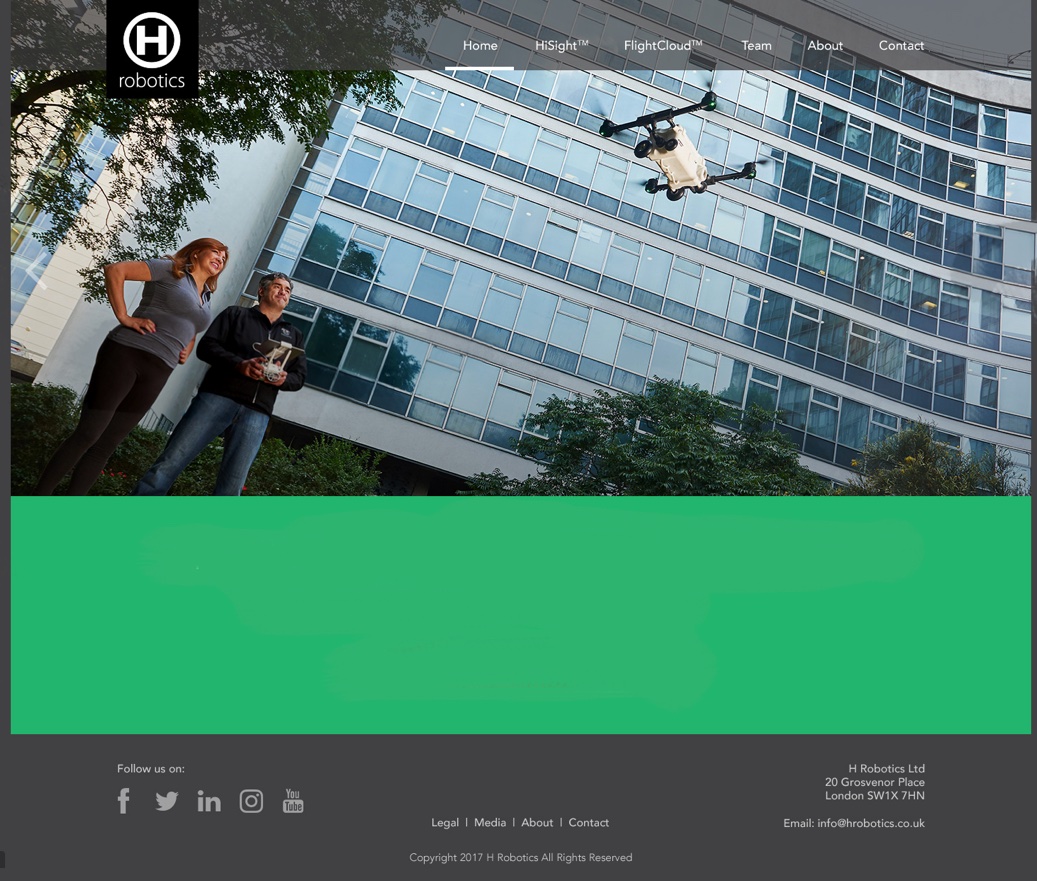 H
robotics
Home HiSight™ FlightCloud™ Team About Contact
Follow us on:
You
Tube
Legal | Media | About | Contact
H Robotics Ltd
20 Grosvenor Place
London SW1X 7HN
Email: info@hrobotics.co.uk
Copyright 2017 H Robotics All Rights Reserved